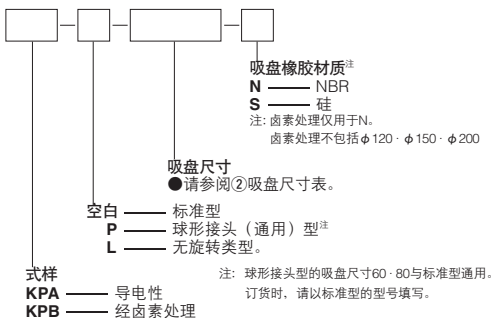 吸盘橡胶材质注
N —— NBR
S —— 硅
注: 卤素处理仅用于N。
卤素处理不包括φ120 · φ150 · φ200
吸盘尺寸
●请参阅②吸盘尺寸表。
空白 —— 标准型
P —— 球形接头（通用）型注
L —— 无旋转类型。
式样
KPA —— 导电性
KPB —— 经卤素处理
注: 球形接头型的吸盘尺寸60 · 80与标准型通用。
订货时，请以标准型的型号填写。